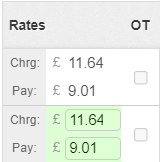 Rates OT
Chrg: £ 11.64
Pay: £ 9.01
Chrg: £ 11.64
Pay: £ 9.01